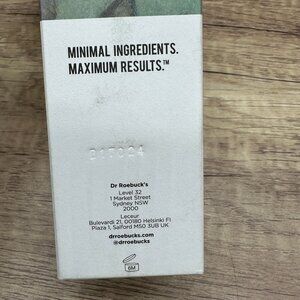 MINIMAL INGREDIENTS.
MAXIMUM RESULTS.™
Dr Roebuck's
Level 32
1 Market Street
Sydney NSW
2000
Leceur
Bulevardi 21, 00180 Helsinki FI
Plaza 1, Salford M50 3UB UK
drroebucks.com
@drroebucks
6M